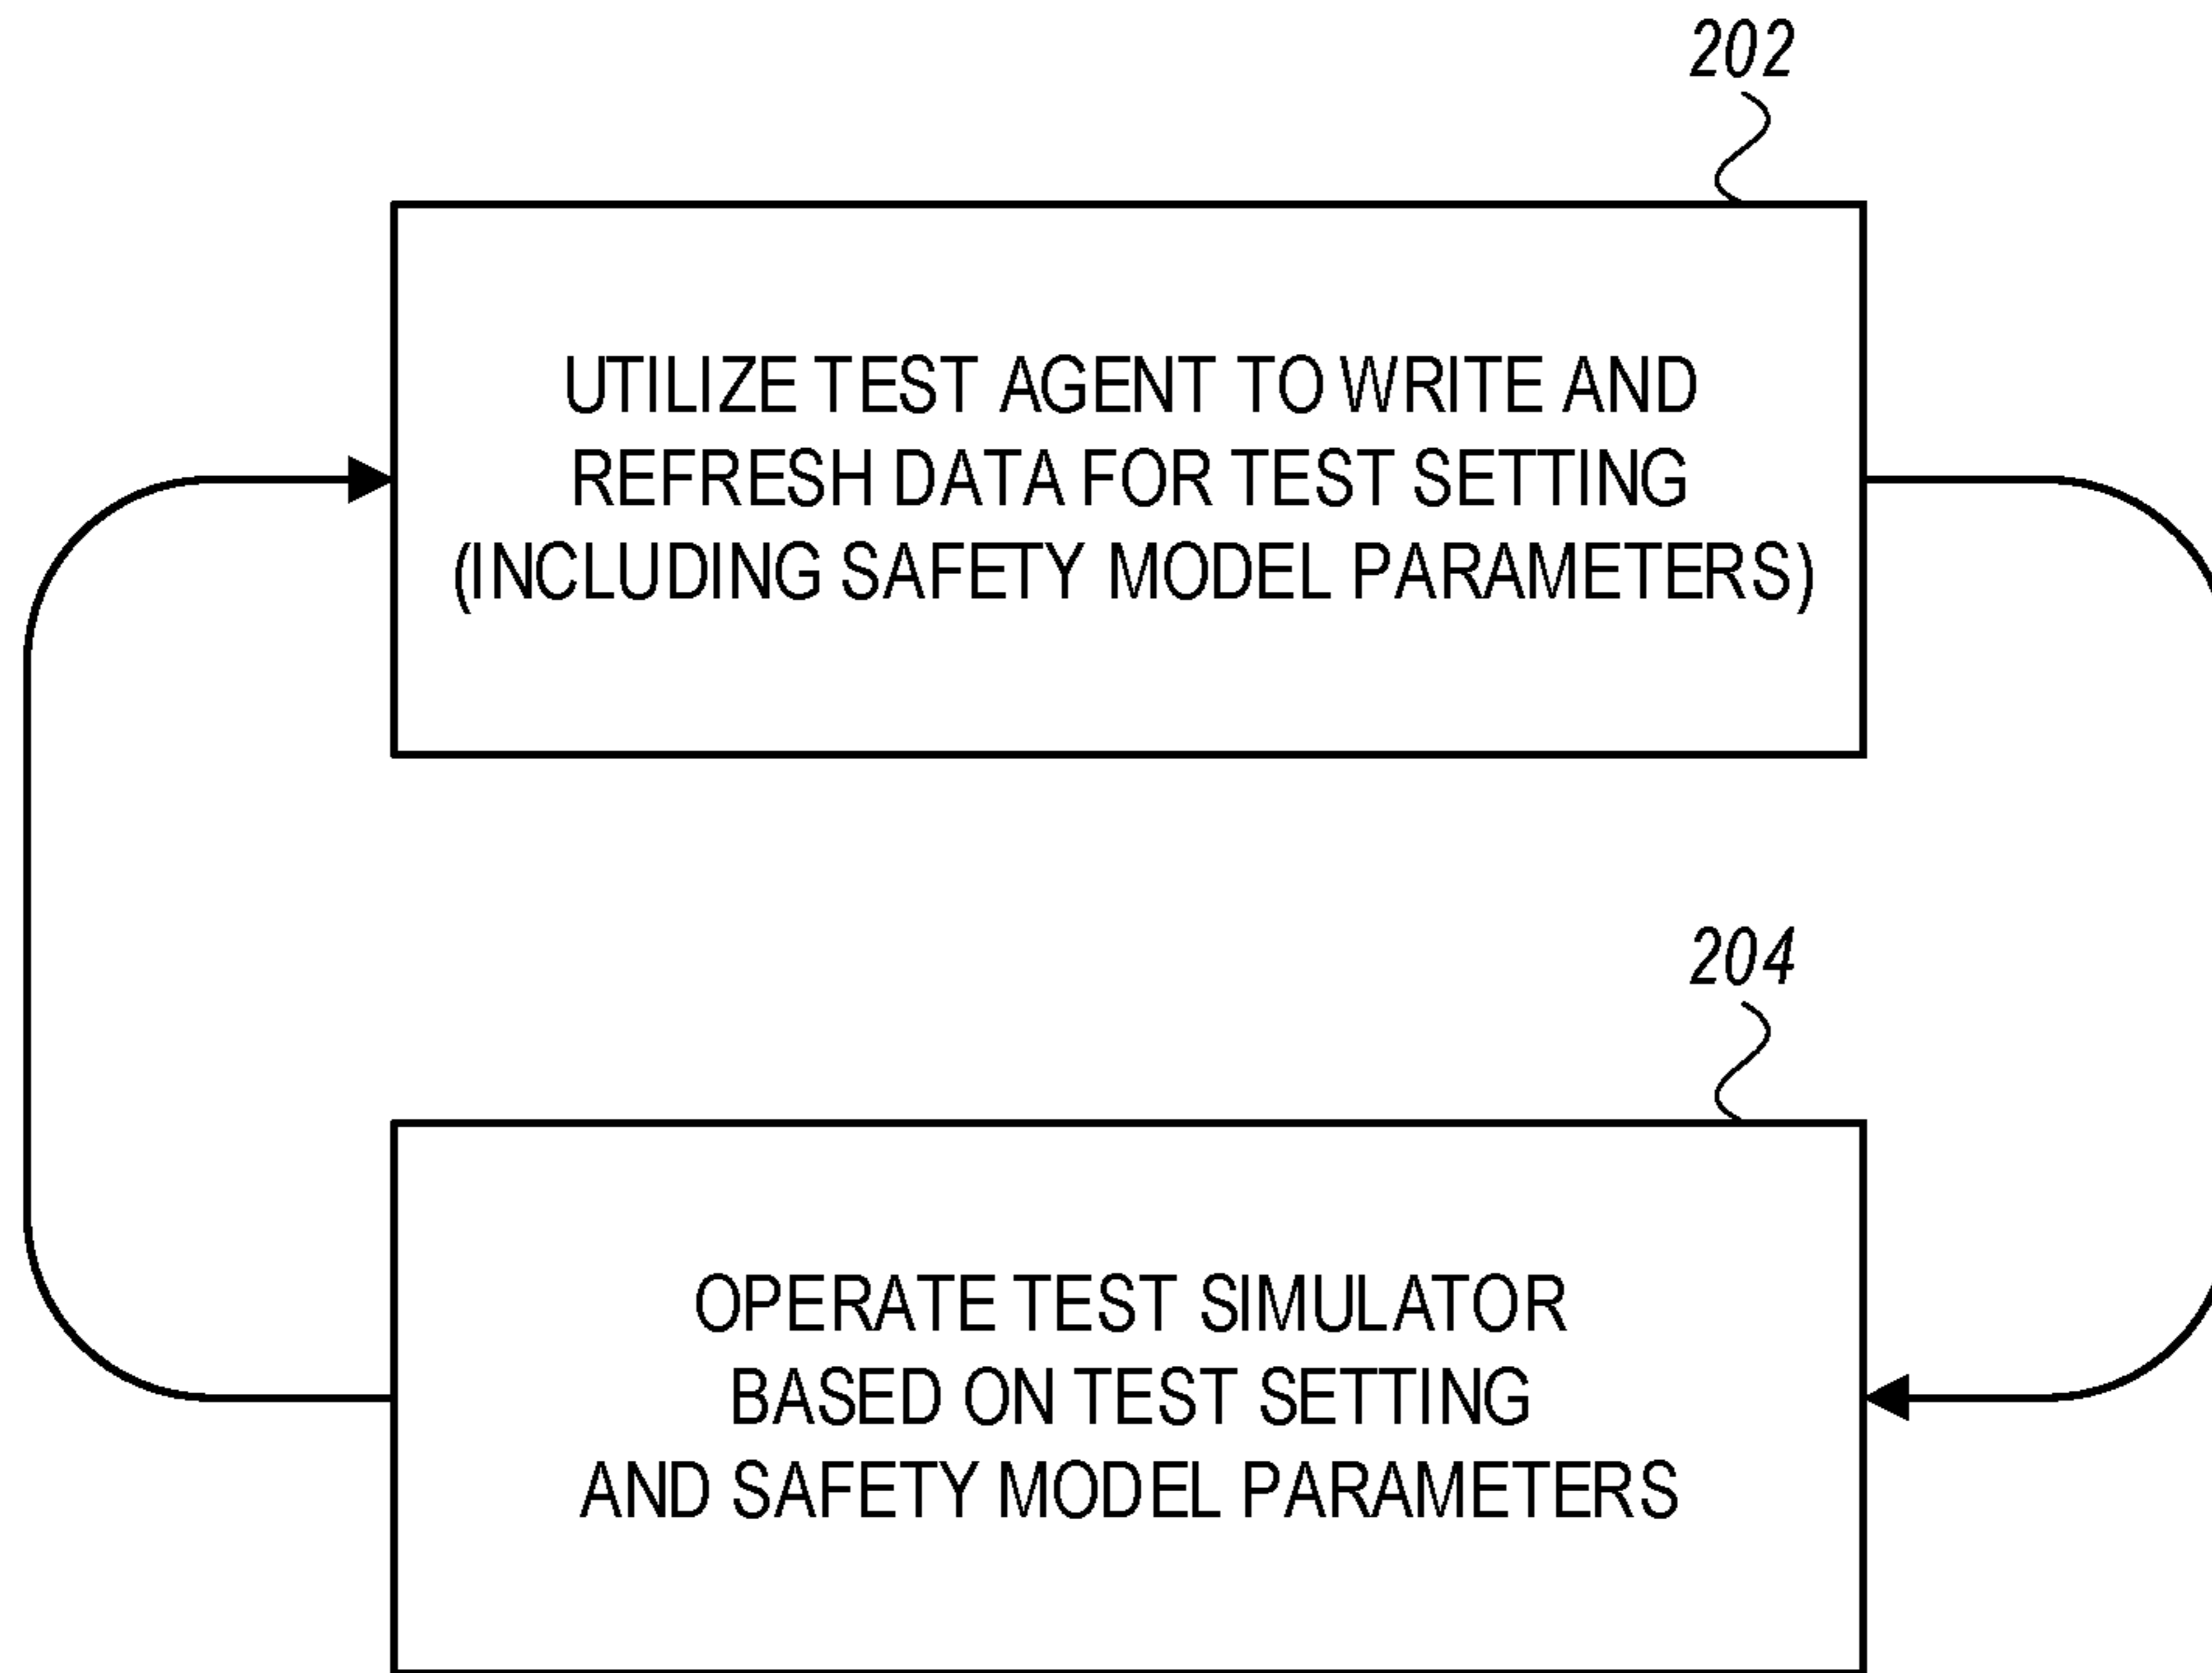 202
UTILIZE TEST AGENT TO WRITE AND
REFRESH DATA FOR TEST SETTING
(INCLUDING SAFETY MODEL PARAMETERS)
204
OPERATE TEST SIMULATOR
BASED ON TEST SETTING
AND SAFETY MODEL PARAMETERS